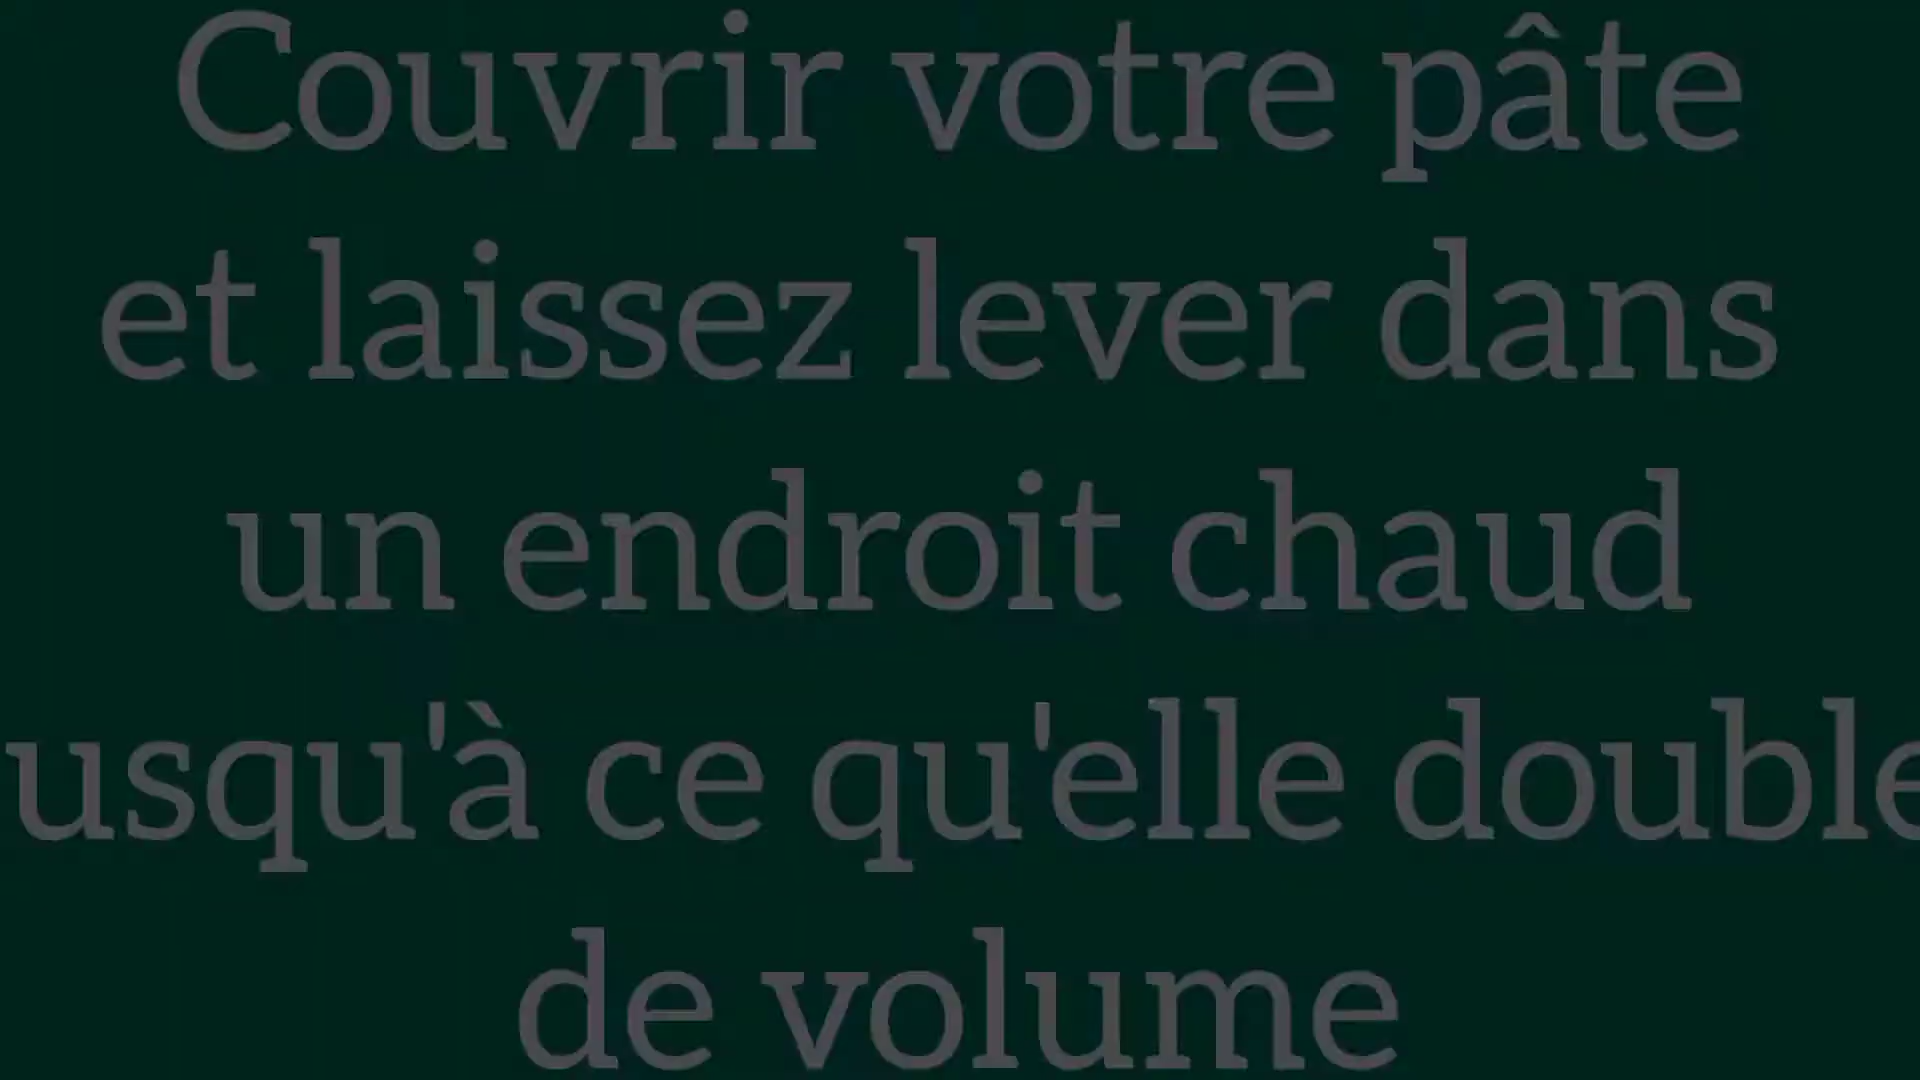 Couvrir votre pâte
et laissez lever dans
un endroit chaud
usqu'à ce qu'elle double
de volume